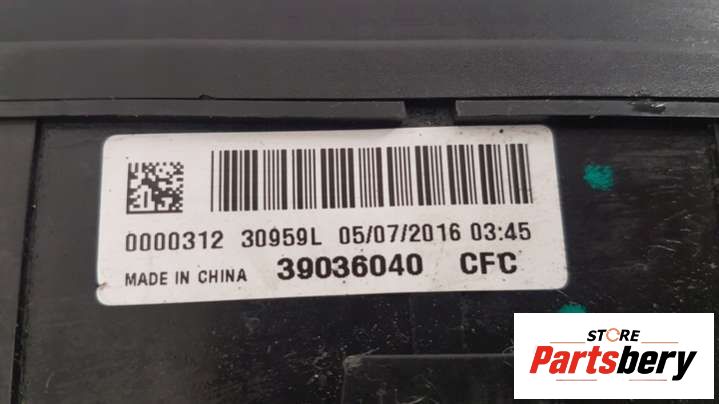 0000312 30959L 05/07/2016 03:45
MADE IN CHINA 39036040 CFC
STORE
Partsbery